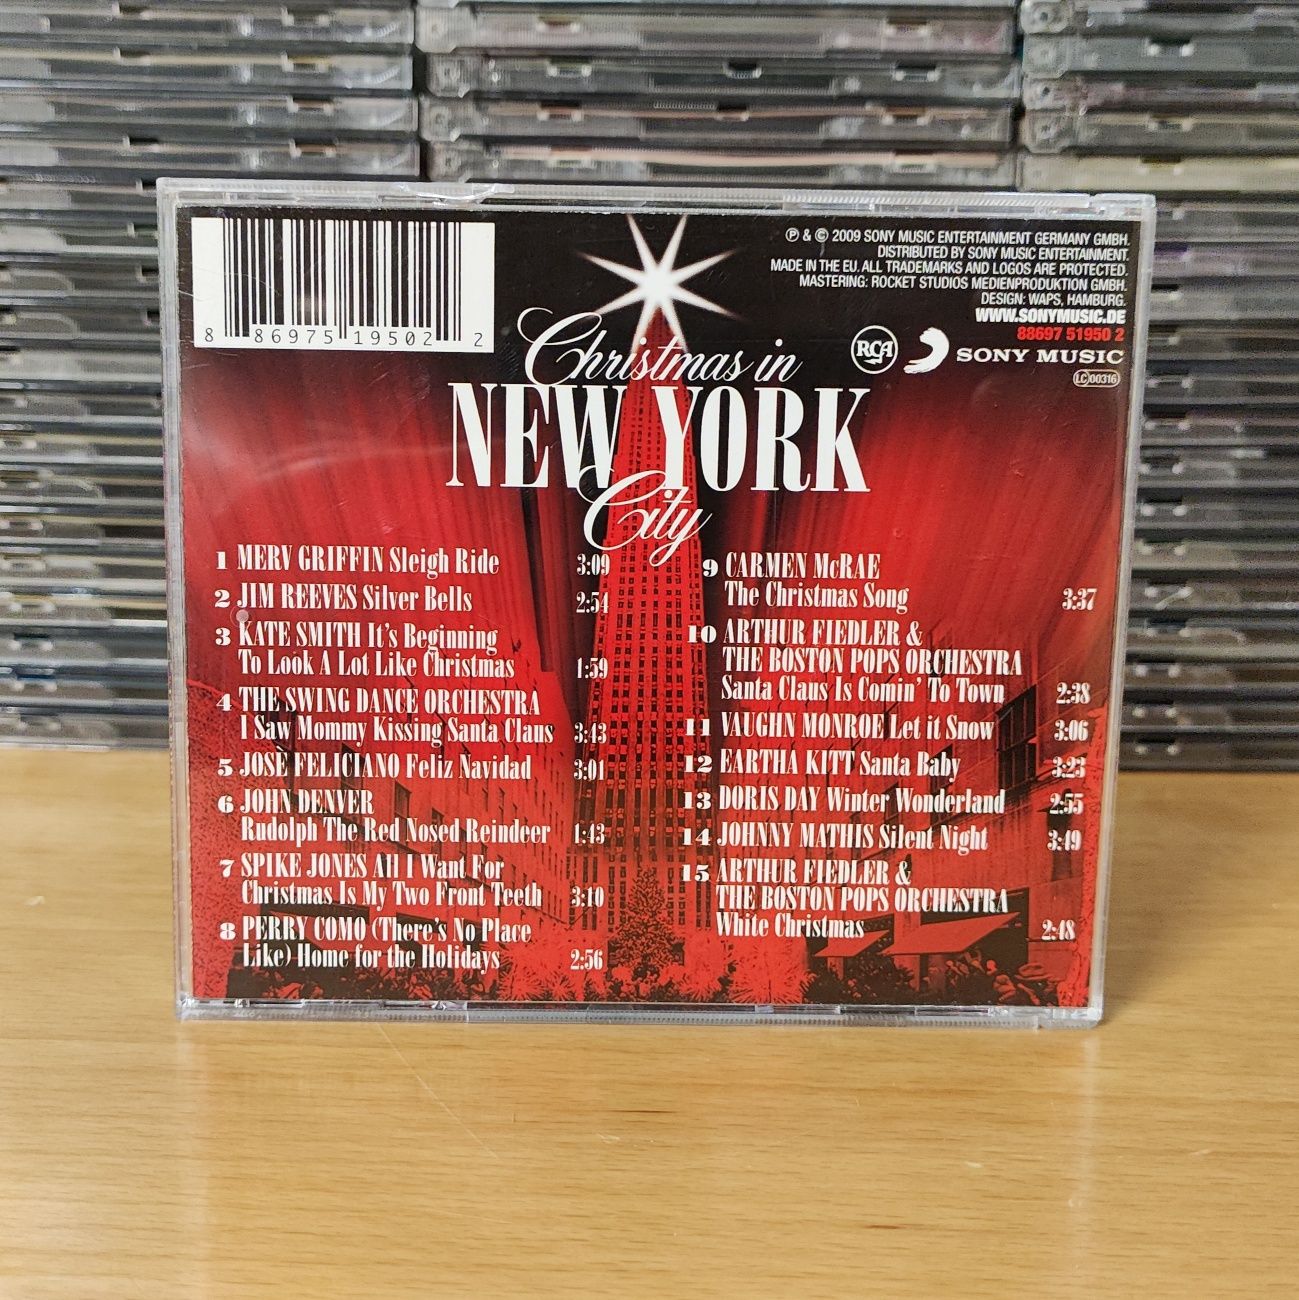 8 86975 19502 2
℗ & © 2009 SONY MUSIC ENTERTAINMENT GERMANY GMBH.
DISTRIBUTED BY SONY MUSIC ENTERTAINMENT.
MADE IN THE EU. ALL TRADEMARKS AND LOGOS ARE PROTECTED.
MASTERING: ROCKET STUDIOS MEDIENPRODUKTION GMBH.
DESIGN: WAPS, HAMBURG.
WWW.SONYMUSIC.DE
88697 51950 2
RCA
SONY MUSIC
LC 00316
Christmas in
NEW YORK
City
1 MERV GRIFFIN Sleigh Ride 3:09
2 JIM REEVES Silver Bells 2:54
3 KATE SMITH It's Beginning
To Look A Lot Like Christmas 1:59
4 THE SWING DANCE ORCHESTRA
I Saw Mommy Kissing Santa Claus 3:43
5 JOSE FELICIANO Feliz Navidad 3:01
6 JOHN DENVER
Rudolph The Red Nosed Reindeer 1:43
7 SPIKE JONES All I Want For
Christmas Is My Two Front Teeth 3:10
8 PERRY COMO (There's No Place
Like) Home for the Holidays 2:56
9 CARMEN McRAE
The Christmas Song 3:37
10 ARTHUR FIEDLER &
THE BOSTON POPS ORCHESTRA
Santa Claus Is Comin' To Town 2:38
11 VAUGHN MONROE Let it Snow 3:06
12 EARTHA KITT Santa Baby 3:23
13 DORIS DAY Winter Wonderland 2:55
14 JOHNNY MATHIS Silent Night 3:49
15 ARTHUR FIEDLER &
THE BOSTON POPS ORCHESTRA
White Christmas 2:48